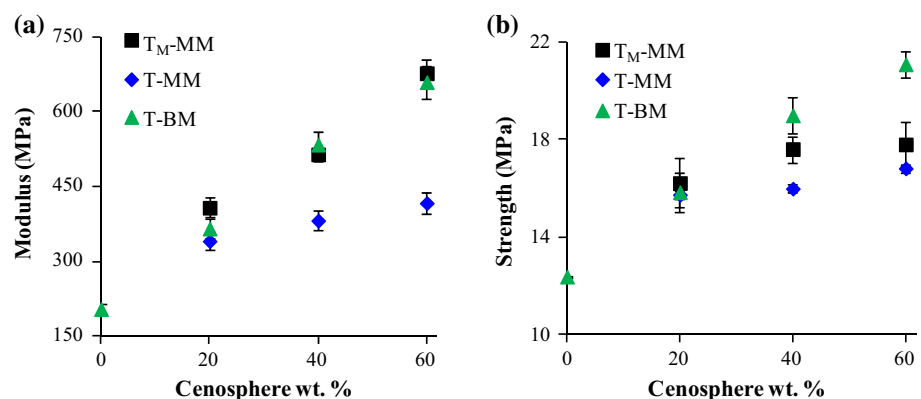 (a)
750
600
450
300
150
Modulus (MPa)
T_M-MM
T-MM
T-BM
0 20 40 60
Cenosphere wt. %
(b)
22
18
14
10
Strength (MPa)
T_M-MM
T-MM
T-BM
0 20 40 60
Cenosphere wt. %